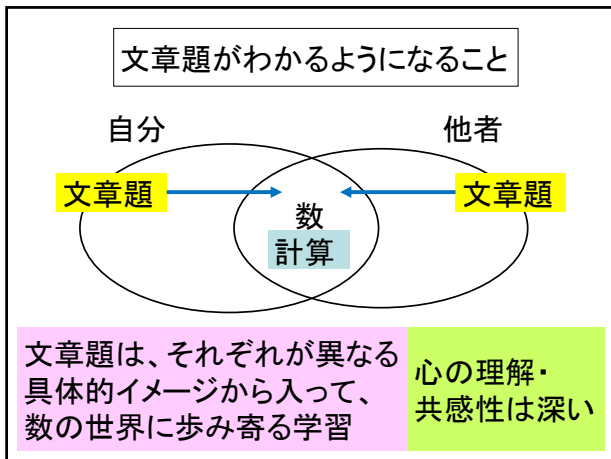 文章題がわかるようになること
自分
他者
文章題
文章題
数
計算
文章題は、それぞれが異なる
具体的イメージから入って、
数の世界に歩み寄る学習
心の理解・
共感性は深い